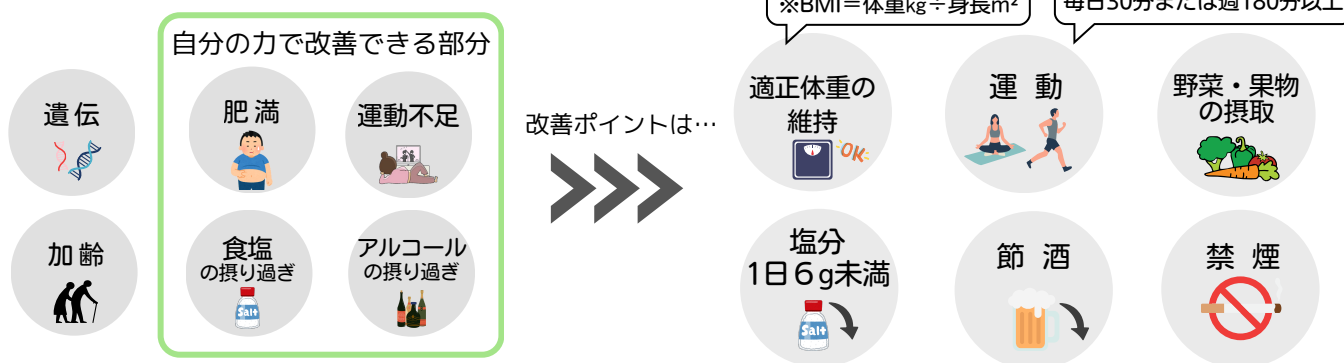 自分の力で改善できる部分
遺伝
肥満
運動不足
加齢
食塩
の摂り過ぎ
Salt
アルコール
の摂り過ぎ
改善ポイントは…
※BMI＝体重kg÷身長m²
毎日30分または週180分以上
適正体重の
維持
OK
運 動
野菜・果物
の摂取
塩分
1日６g未満
Salt
節 酒
禁 煙